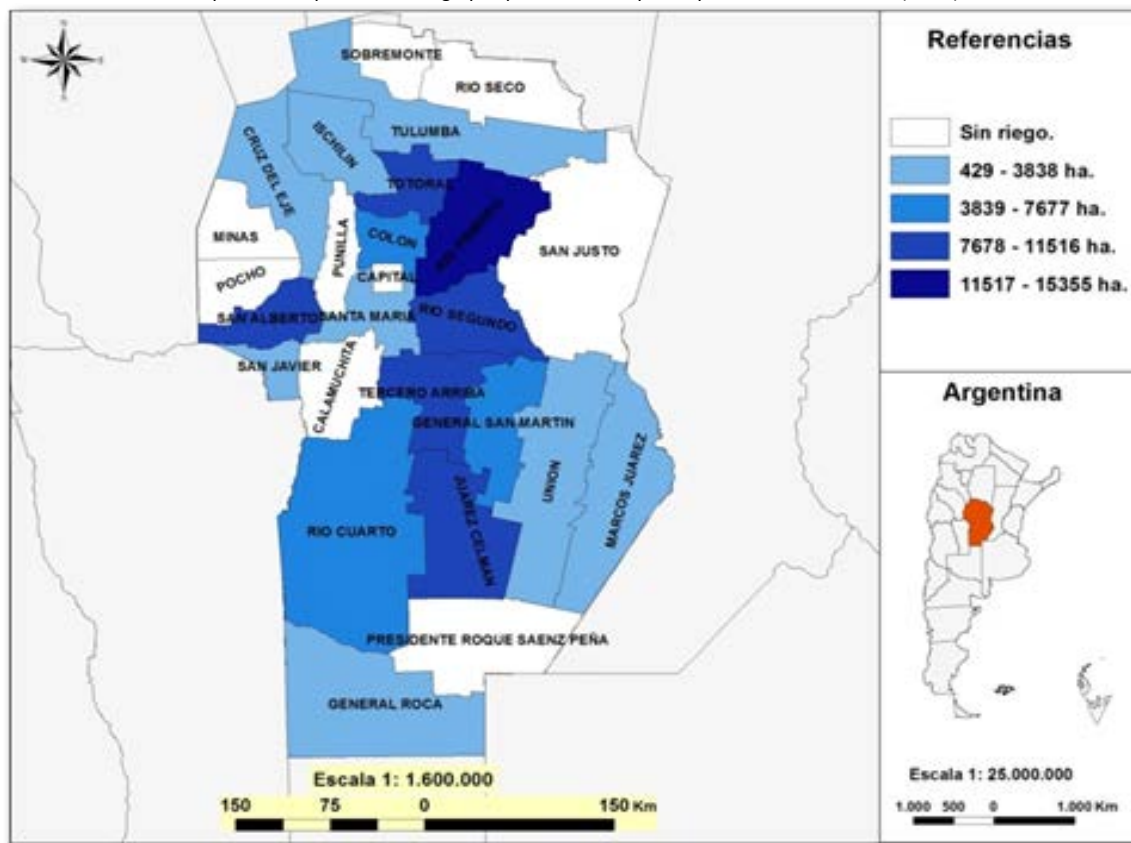 SOBREMONTE
RIO SECO
TULUMBA
ISCHILIN
CRUZ DEL EJE
TOTORAL
MINAS
PUNILLA
COLON
SAN JUSTO
POCHO
CAPITAL
SAN ALBERTO
SANTA MARIA
RIO SEGUNDO
SAN JAVIER
CALAMUCHITA
TERCERO ARRIBA
GENERAL SAN MARTIN
UNION
MARCOS JUAREZ
RIO CUARTO
JUAREZ CELMAN
PRESIDENTE ROQUE SAENZ PEÑA
GENERAL ROCA
Escala 1: 1.600.000
150 75 0 150 Km
Referencias
Sin riego.
429 - 3838 ha.
3839 - 7677 ha.
7678 - 11516 ha.
11517 - 15355 ha.
Argentina
Escala 1: 25.000.000
1.000 500 0 1.000 Km